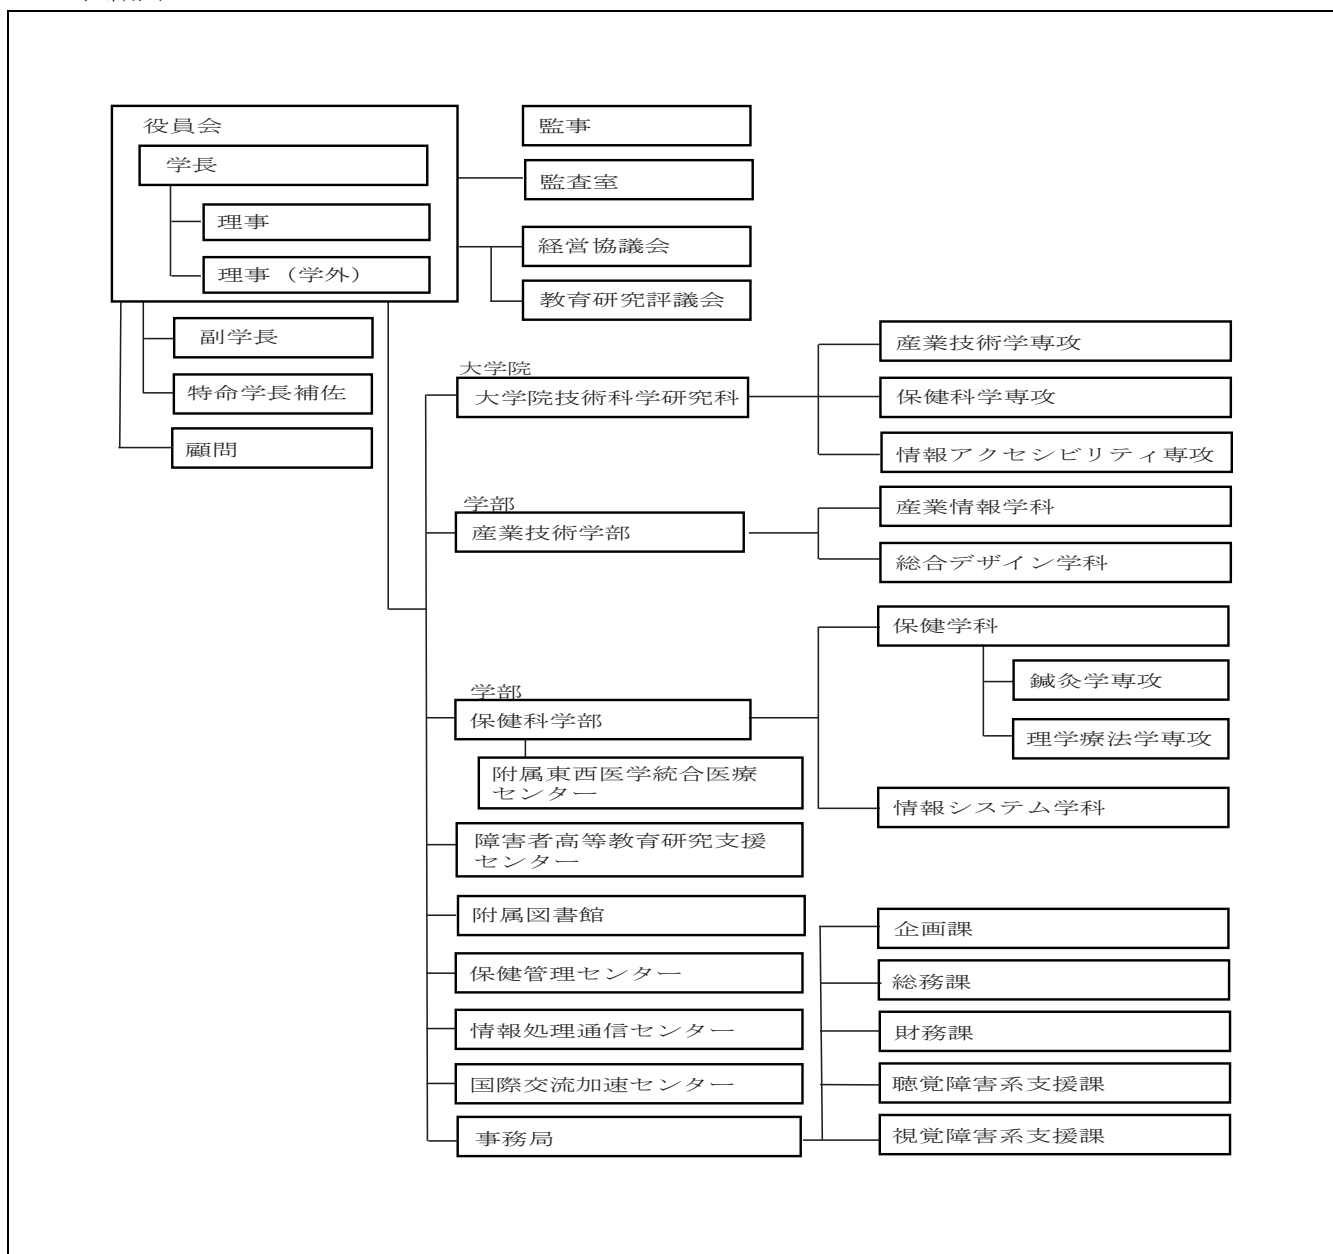 役員会
学長
理事
理事（学外）
監事
監査室
経営協議会
教育研究評議会
副学長
特命学長補佐
顧問
大学院
大学院技術科学研究科
産業技術学専攻
保健科学専攻
情報アクセシビリティ専攻
学部
産業技術学部
産業情報学科
総合デザイン学科
学部
保健科学部
保健学科
鍼灸学専攻
理学療法学専攻
情報システム学科
附属東西医学統合医療
センター
障害者高等教育研究支援
センター
附属図書館
保健管理センター
情報処理通信センター
国際交流加速センター
事務局
企画課
総務課
財務課
聴覚障害系支援課
視覚障害系支援課